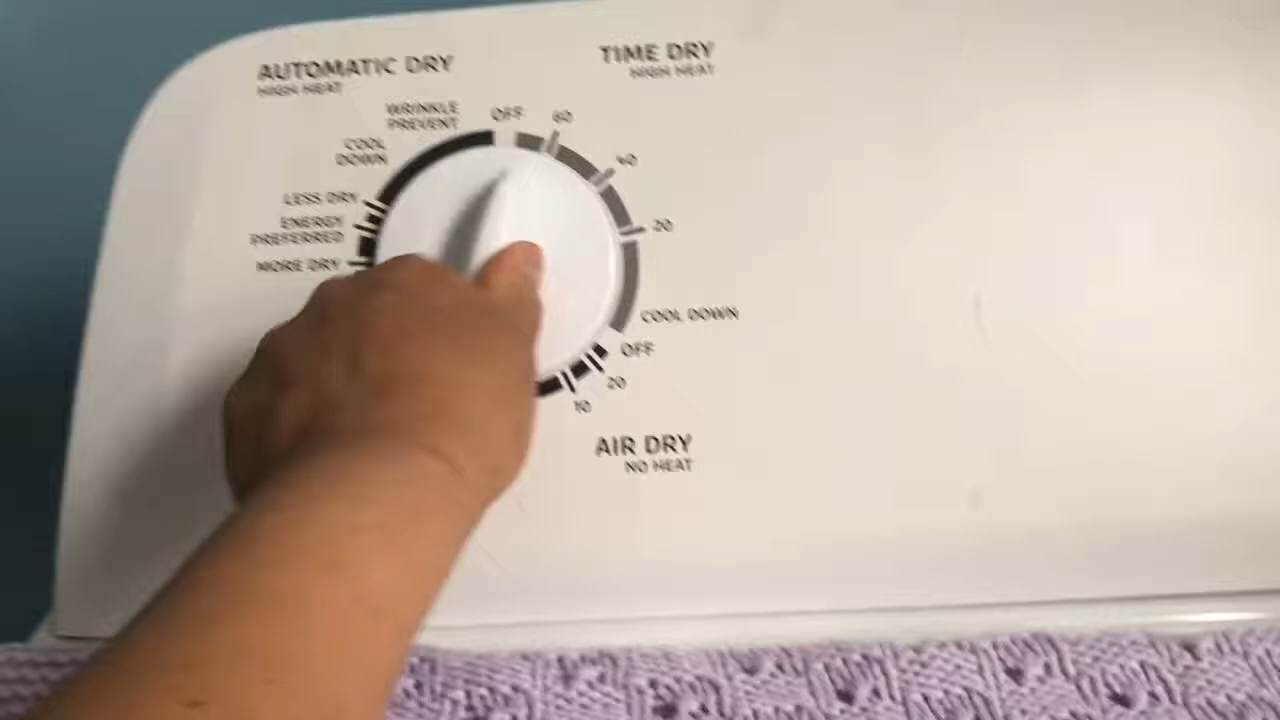 AUTOMATIC DRY
HIGH HEAT
TIME DRY
HIGH HEAT
WRINKLE
PREVENT
OFF
60
40
20
COOL
DOWN
LESS DRY
ENERGY
PREFERRED
MORE DRY
COOL DOWN
OFF
20
10
AIR DRY
NO HEAT